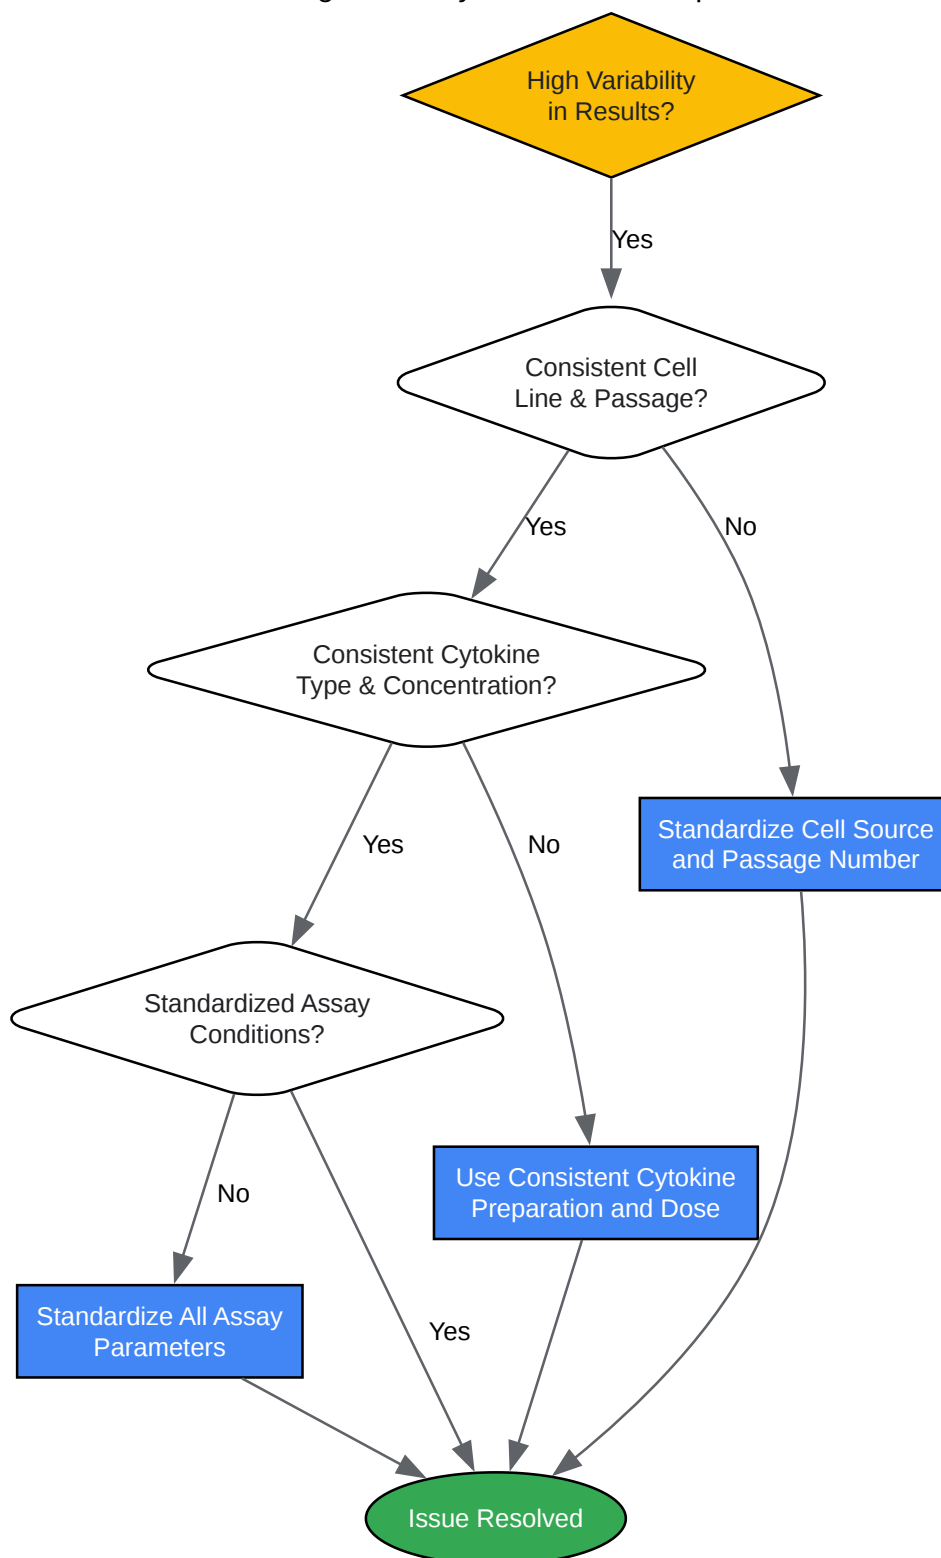 High Variability
in Results?
Yes
Consistent Cell
Line & Passage?
Yes
No
Consistent Cytokine
Type & Concentration?
Yes
No
Standardize Cell Source
and Passage Number
Standardized Assay
Conditions?
No
Use Consistent Cytokine
Preparation and Dose
Standardize All Assay
Parameters
Yes
Issue Resolved